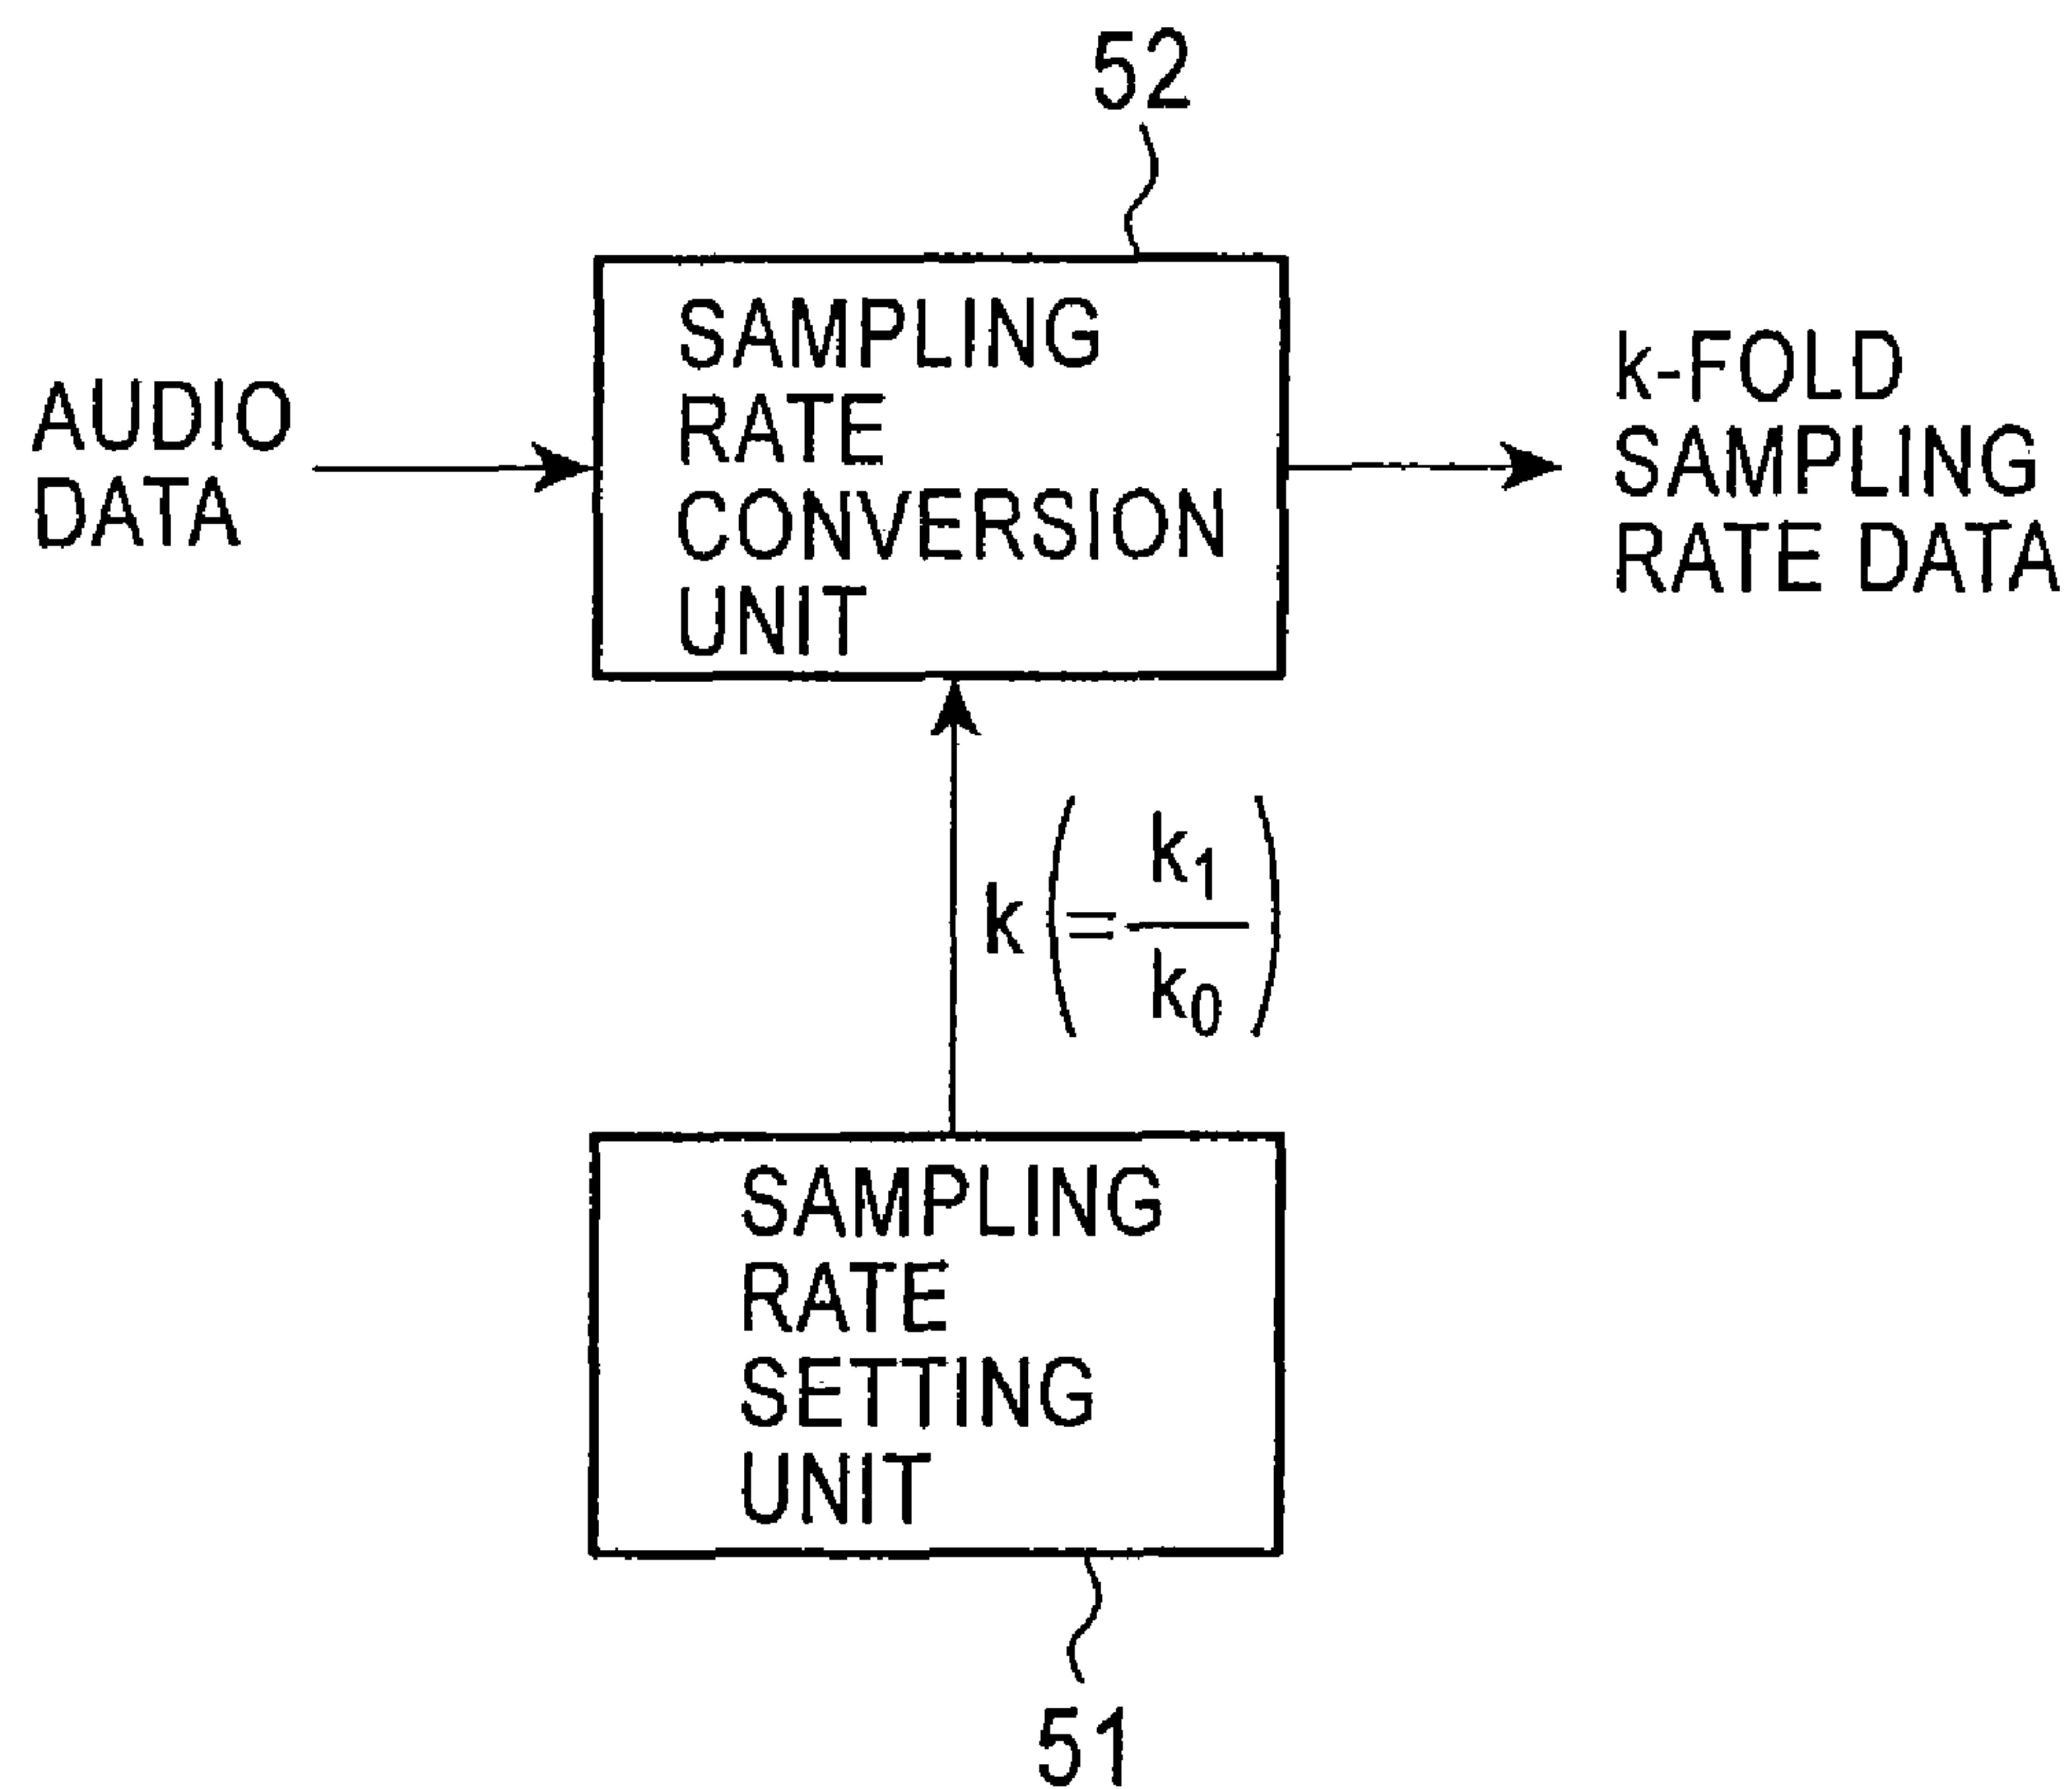 52
SAMPLING
RATE
CONVERSION
UNIT
AUDIO
DATA
k-FOLD
SAMPLING
RATE DATA
k (= k₁ / k₀)
SAMPLING
RATE
SETTING
UNIT
51